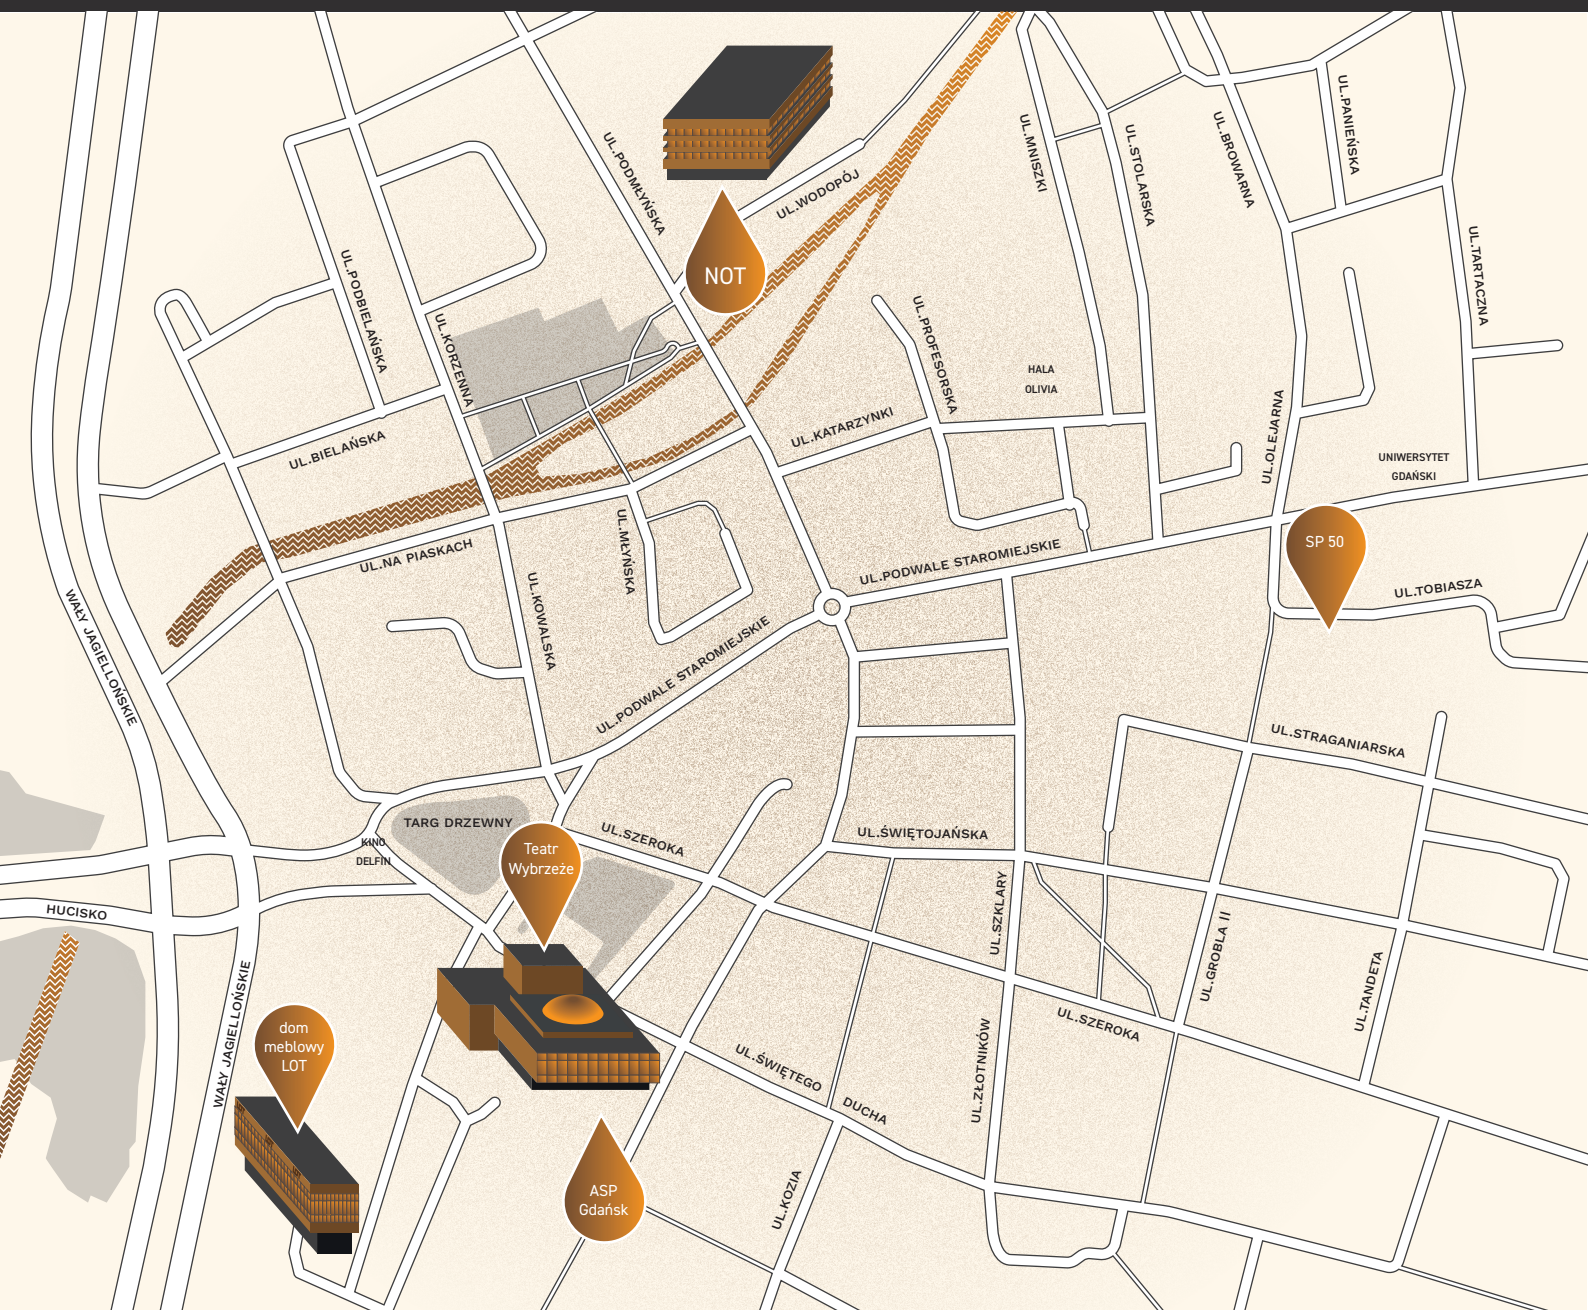 UL.PODMŁYŃSKA
UL.WODOPÓJ
NOT
UL.MNISZKI
UL.STOLARSKA
UL.BROWARNA
UL.PANIEŃSKA
UL.TARTACZNA
UL.PODBIELAŃSKA
UL.KORZENNA
UL.PROFESORSKA
HALA
OLIVIA
UL.KATARZYNKI
UL.OLEJARNA
UL.BIELAŃSKA
UNIWERSYTET
GDAŃSKI
UL.NA PIASKACH
UL.MŁYŃSKA
UL.KOWALSKA
UL.PODWALE STAROMIEJSKIE
SP 50
UL.TOBIASZA
WAŁY JAGIELLOŃSKIE
UL.PODWALE STAROMIEJSKIE
UL.STRAGANIARSKA
TARG DRZEWNY
KINO
DELFIN
Teatr
Wybrzeże
UL.SZEROKA
UL.ŚWIĘTOJAŃSKA
HUCISKO
UL.SZKLARY
UL.GROBLA II
UL.TANDETA
WAŁY JAGIELLOŃSKIE
dom
meblowy
LOT
UL.SZEROKA
UL.ŚWIĘTEGO
DUCHA
UL.ZŁOTNIKÓW
ASP
Gdańsk
UL.KOZIA